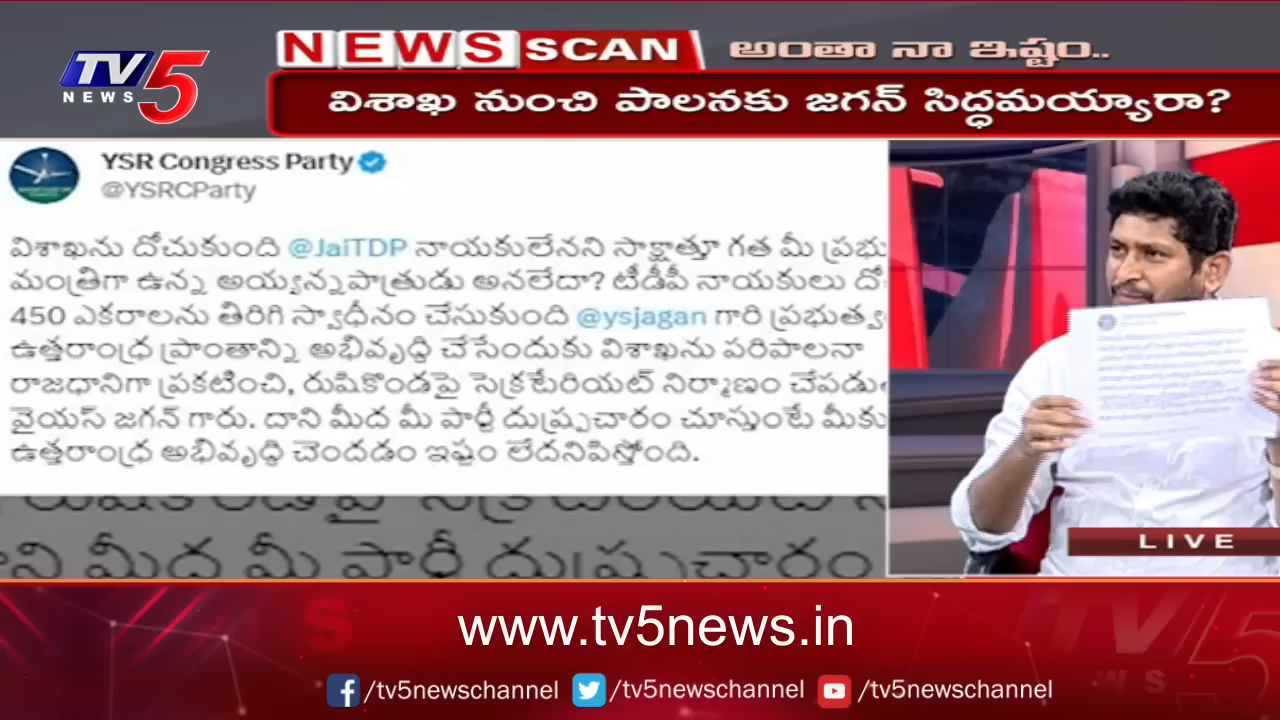 TV5
NEWS
NEWS SCAN
అంతా నా ఇష్టం..
విశాఖ నుంచి పాలనకు జగన్ సిద్ధమయ్యారా?
YSR Congress Party
@YSRCParty
విశాఖను దోచుకుంది @JaiTDP నాయకులేనని సాక్షాత్తూ గత మీ ప్రభు
మంత్రిగా ఉన్న అయ్యన్నపాత్రుడు అనలేదా? టీడీపీ నాయకులు దో
450 ఎకరాలను తిరిగి స్వాధీనం చేసుకుంది @ysjagan గారి ప్రభుత్వ
ఉత్తరాంధ్ర ప్రాంతాన్ని అభివృద్ధి చేసేందుకు విశాఖను పరిపాలనా
రాజధానిగా ప్రకటించి, రుషికొండపై సెక్రటేరియట్ నిర్మాణం చేపడు
వైయస్ జగన్ గారు. దాని మీద మీ పార్టీ దుష్ప్రచారం చూస్తుంటే మీకు
ఉత్తరాంధ్ర అభివృద్ధి చెందడం ఇష్టం లేదనిపిస్తోంది.
మీద మీ పార్టీ దుష్ప్రచారం
LIVE
www.tv5news.in
/tv5newschannel
/tv5newschannel
/tv5newschannel